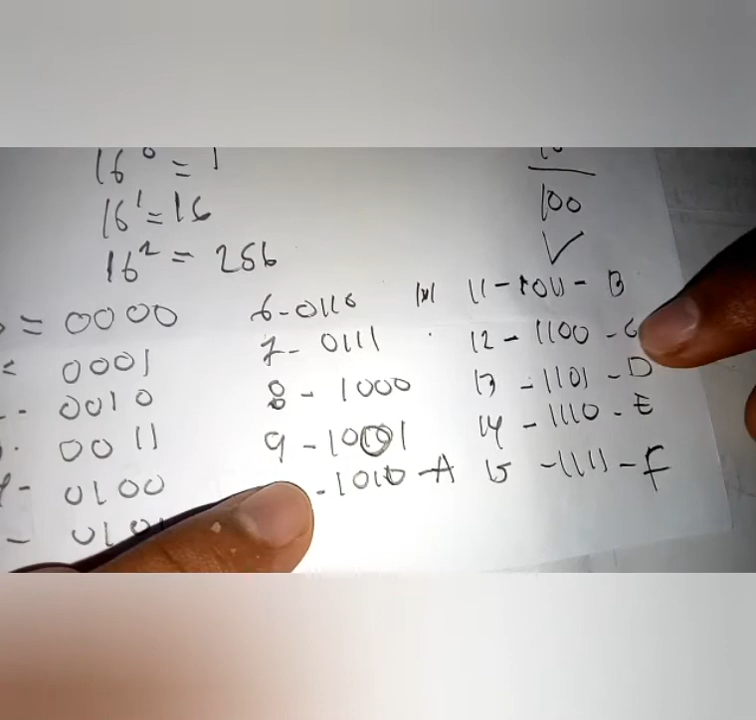 16⁰ = 1
16¹ = 16
16² = 256
100
= 0000
0001
0010
0011
0100
6-0110
7- 0111
8 - 1000
9 - 1001
- 1010 - A
11 - 1011 - B
12 - 1100 - C
13 - 1101 - D
14 - 1110 - E
15 - 1111 - F